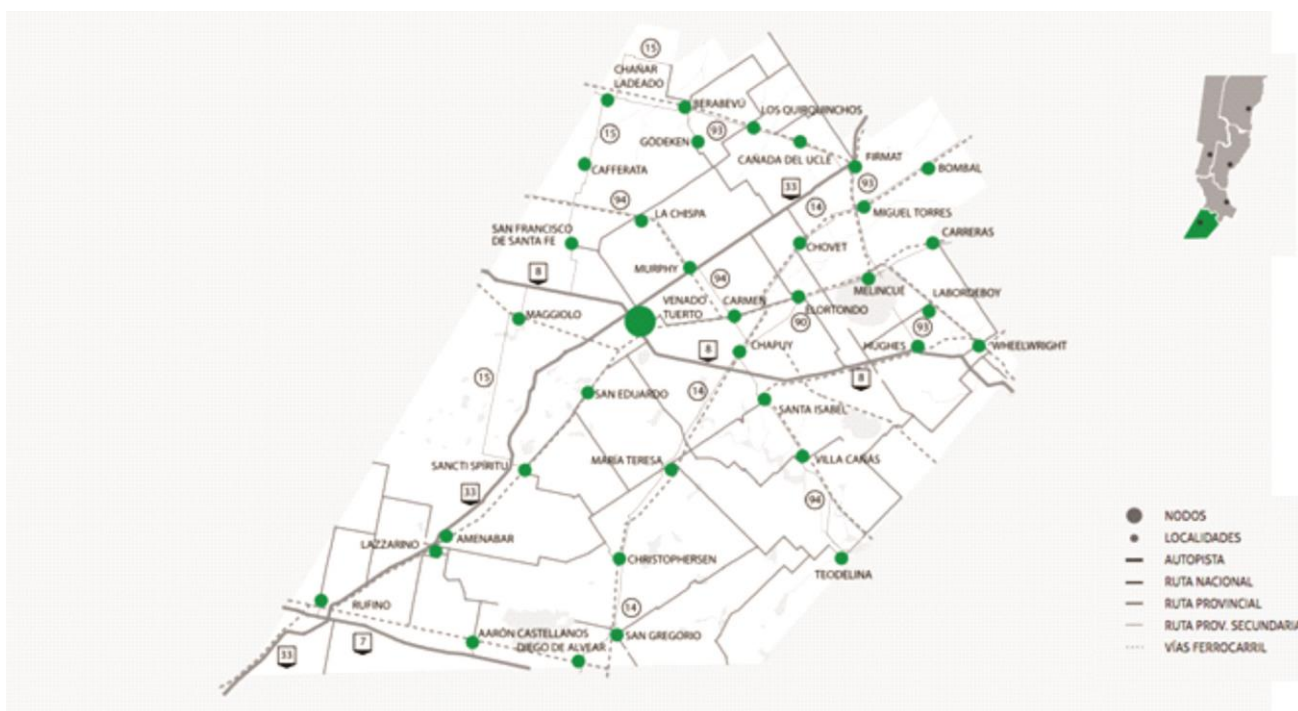 15
CHAÑAR
LADEADO
BERABEVÚ
LOS QUIRQUINCHOS
15
GÖDEKEN
93
CAÑADA DEL UCLE
FIRMAT
CAFFERATA
BOMBAL
33
93
94
14
LA CHISPA
MIGUEL TORRES
SAN FRANCISCO
DE SANTA FE
CARRERAS
CHOVET
8
MURPHY
94
MELINCUÉ
LABORDEBOY
VENADO
TUERTO
CARMEN
ELORTONDO
MAGGIOLO
90
93
8
CHAPUY
HUGHES
WHEELWRIGHT
15
8
14
SAN EDUARDO
SANTA ISABEL
SANCTI SPÍRITU
MARÍA TERESA
VILLA CAÑAS
33
94
LAZZARINO
AMENABAR
CHRISTOPHERSEN
TEODELINA
RUFINO
14
AARÓN CASTELLANOS
DIEGO DE ALVEAR
SAN GREGORIO
33
7
NODOS
LOCALIDADES
AUTOPISTA
RUTA NACIONAL
RUTA PROVINCIAL
RUTA PROV. SECUNDARIA
VÍAS FERROCARRIL